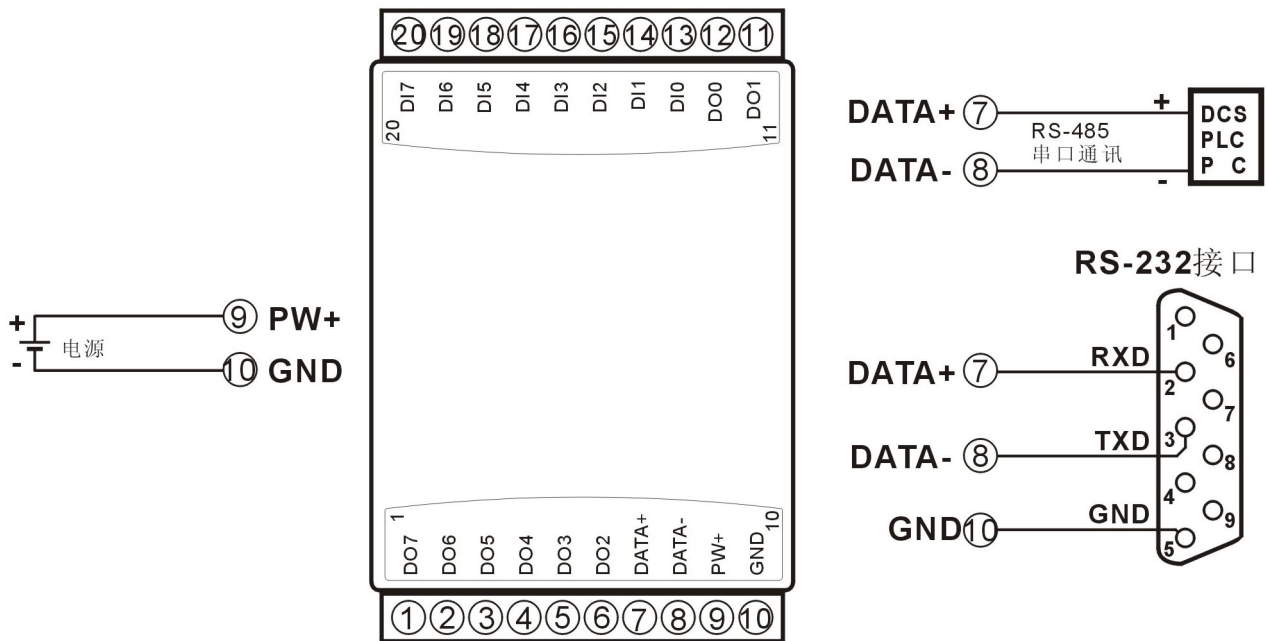 ⑳⑲⑱⑰⑯⑮⑭⑬⑫⑪
DI7 DI6 DI5 DI4 DI3 DI2 DI1 DI0 DO0 DO1
20 11
+ ⑨ PW+
电源
- ⑩ GND
1 10
DO7 DO6 DO5 DO4 DO3 DO2 DATA+ DATA- PW+ GND
①②③④⑤⑥⑦⑧⑨⑩
DATA+ ⑦ + DCS
RS-485 PLC
串口通讯
DATA- ⑧ - P C
RS-232接口
1
6
DATA+ ⑦ RXD 2
7
DATA- ⑧ TXD 3
8
4
9
GND⑩ GND 5